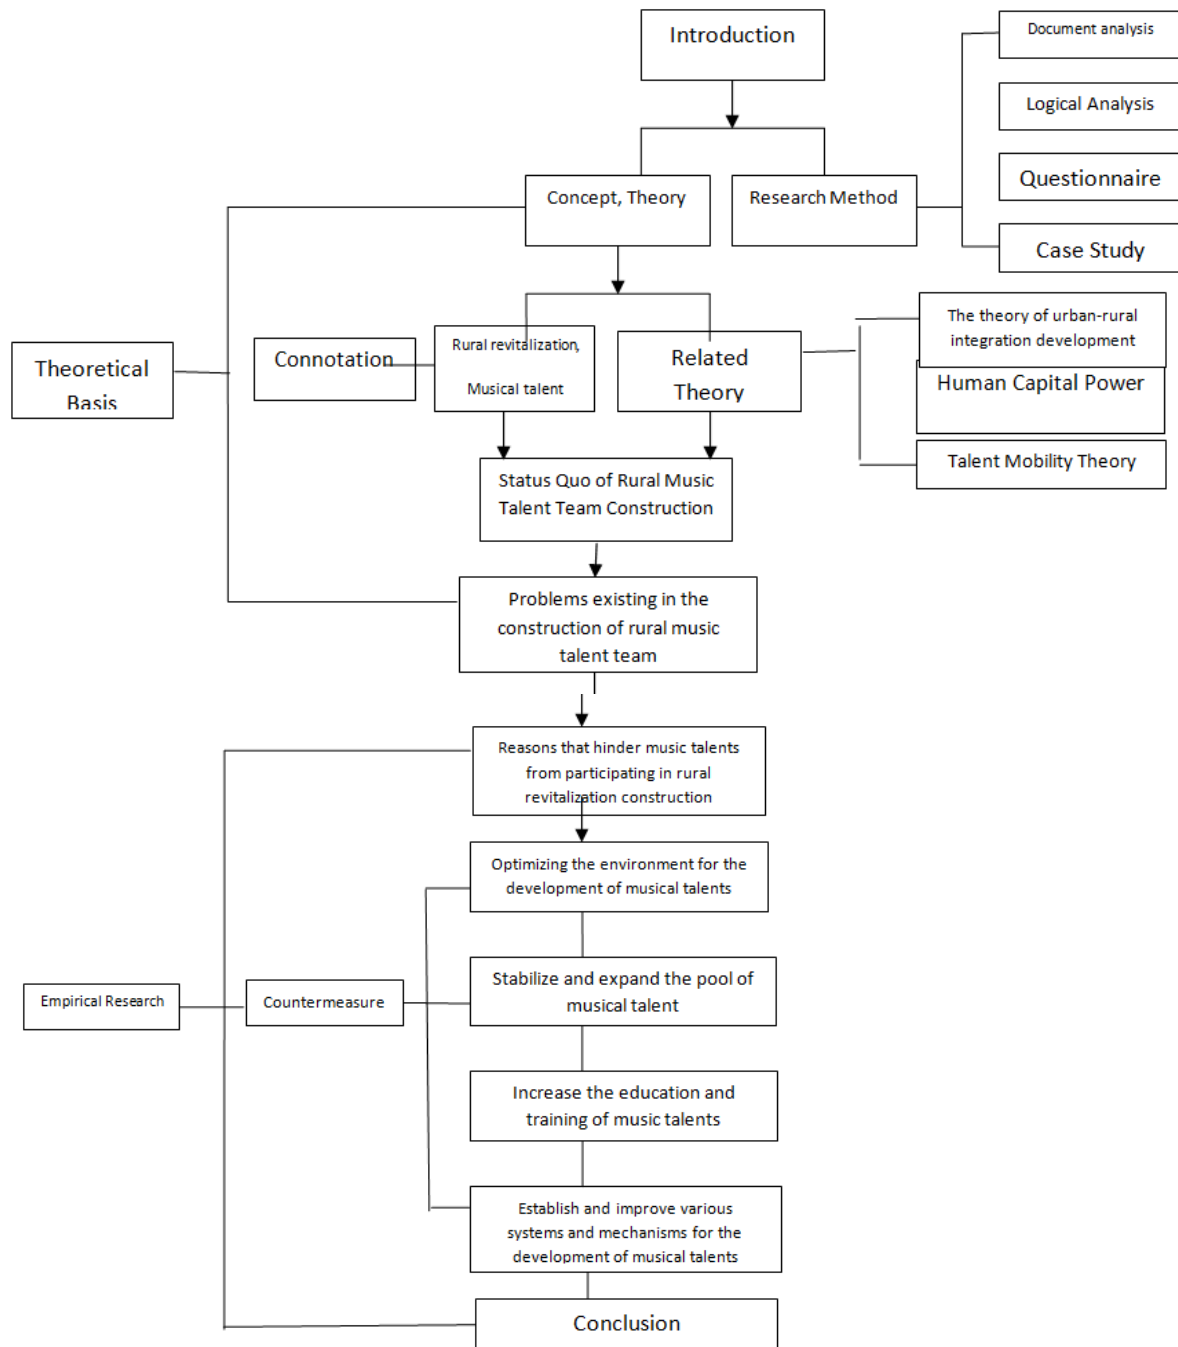 Introduction
Document analysis
Logical Analysis
Questionnaire
Case Study
Concept, Theory
Research Method
Theoretical
Basis
Connotation
Rural revitalization,
Musical talent
Related
Theory
The theory of urban-rural
integration development
Human Capital Power
Talent Mobility Theory
Status Quo of Rural Music
Talent Team Construction
Problems existing in the
construction of rural music
talent team
Reasons that hinder music talents
from participating in rural
revitalization construction
Optimizing the environment for the
development of musical talents
Empirical Research
Countermeasure
Stabilize and expand the pool of
musical talent
Increase the education and
training of music talents
Establish and improve various
systems and mechanisms for the
development of musical talents
Conclusion